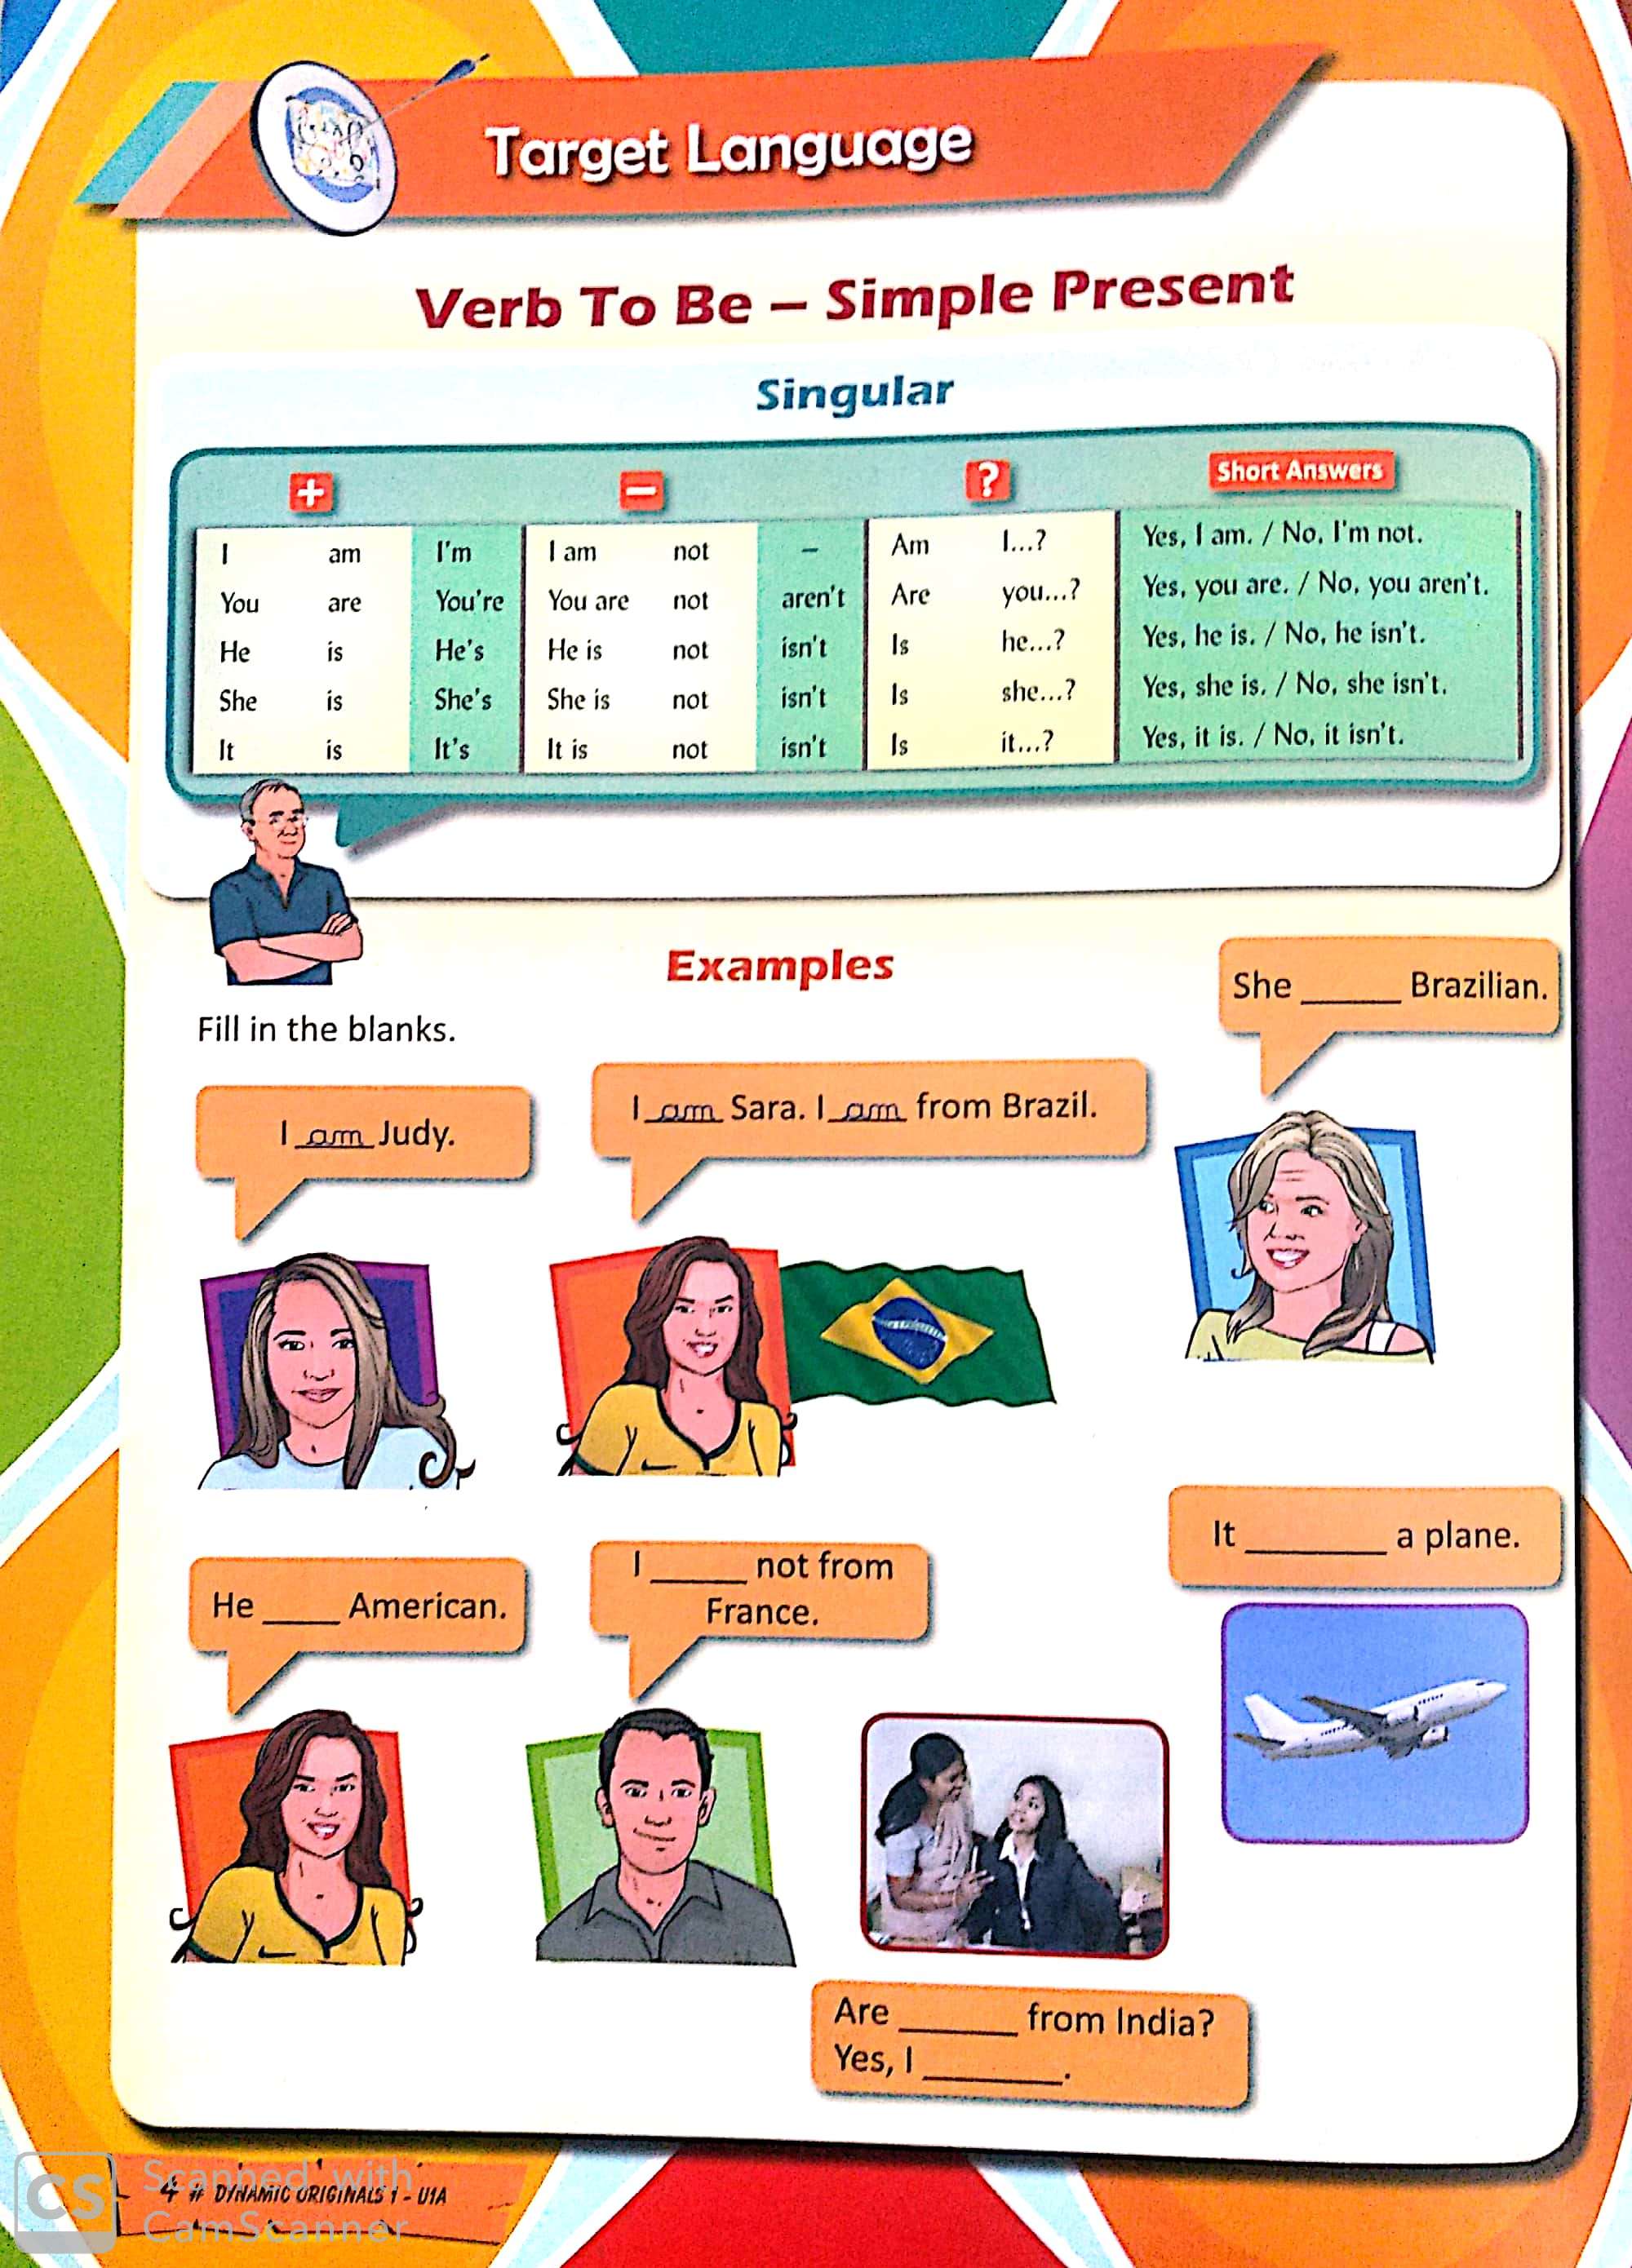 Target Language
Verb To Be – Simple Present
Singular
+ – ? Short Answers
I am I'm I am not – Am I...? Yes, I am. / No, I'm not.
You are You're You are not aren't Are you...? Yes, you are. / No, you aren't.
He is He's He is not isn't Is he...? Yes, he is. / No, he isn't.
She is She's She is not isn't Is she...? Yes, she is. / No, she isn't.
It is It's It is not isn't Is it...? Yes, it is. / No, it isn't.
Examples
Fill in the blanks.
She _____ Brazilian.
I am Judy.
I am Sara. I am from Brazil.
It _______ a plane.
He ____ American.
I _____ not from
France.
Are ______ from India?
Yes, I _______.
4 # DYNAMIC ORIGINALS 1 - U1A
CS
Scanned with
CamScanner